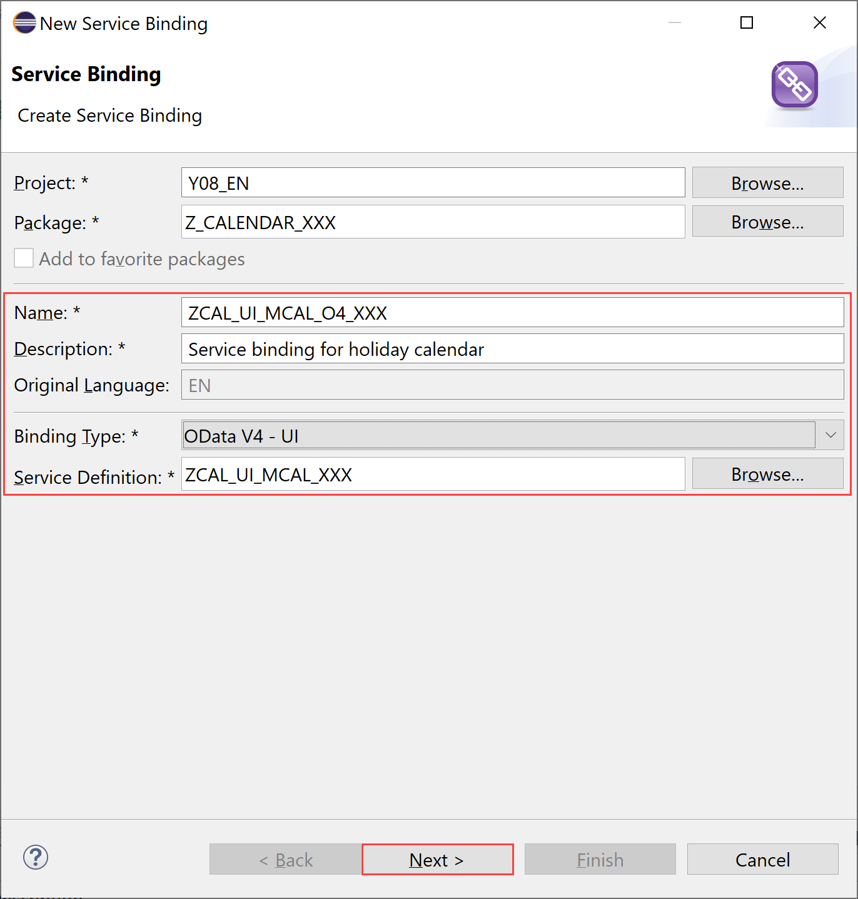 New Service Binding
Service Binding
Create Service Binding
Project: * Y08_EN Browse...
Package: * Z_CALENDAR_XXX Browse...
Add to favorite packages
Name: * ZCAL_UI_MCAL_O4_XXX
Description: * Service binding for holiday calendar
Original Language: EN
Binding Type: * OData V4 - UI
Service Definition: * ZCAL_UI_MCAL_XXX Browse...
? < Back Next > Finish Cancel